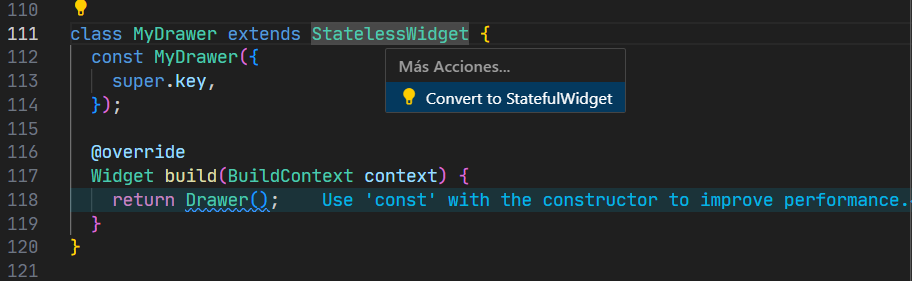 110
111 class MyDrawer extends StatelessWidget {
112 const MyDrawer({
Más Acciones...
113 super.key,
Convert to StatefulWidget
114 });
115
116 @override
117 Widget build(BuildContext context) {
118 return Drawer(); Use 'const' with the constructor to improve performance.
119 }
120 }
121